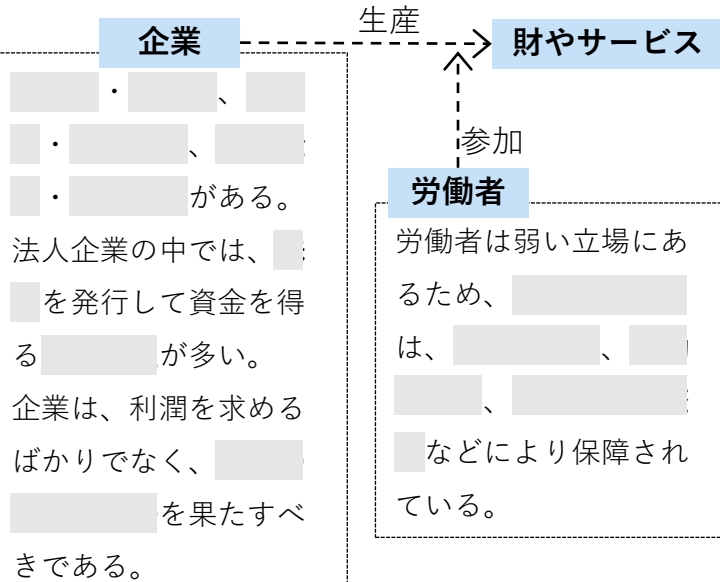 生産
企業
財やサービス
・、
・、
・がある。
法人企業の中では、
を発行して資金を得
るが多い。
企業は、利潤を求める
ばかりでなく、
を果たすべ
きである。
参加
労働者
労働者は弱い立場にあ
るため、
は、、
、
などにより保障され
ている。